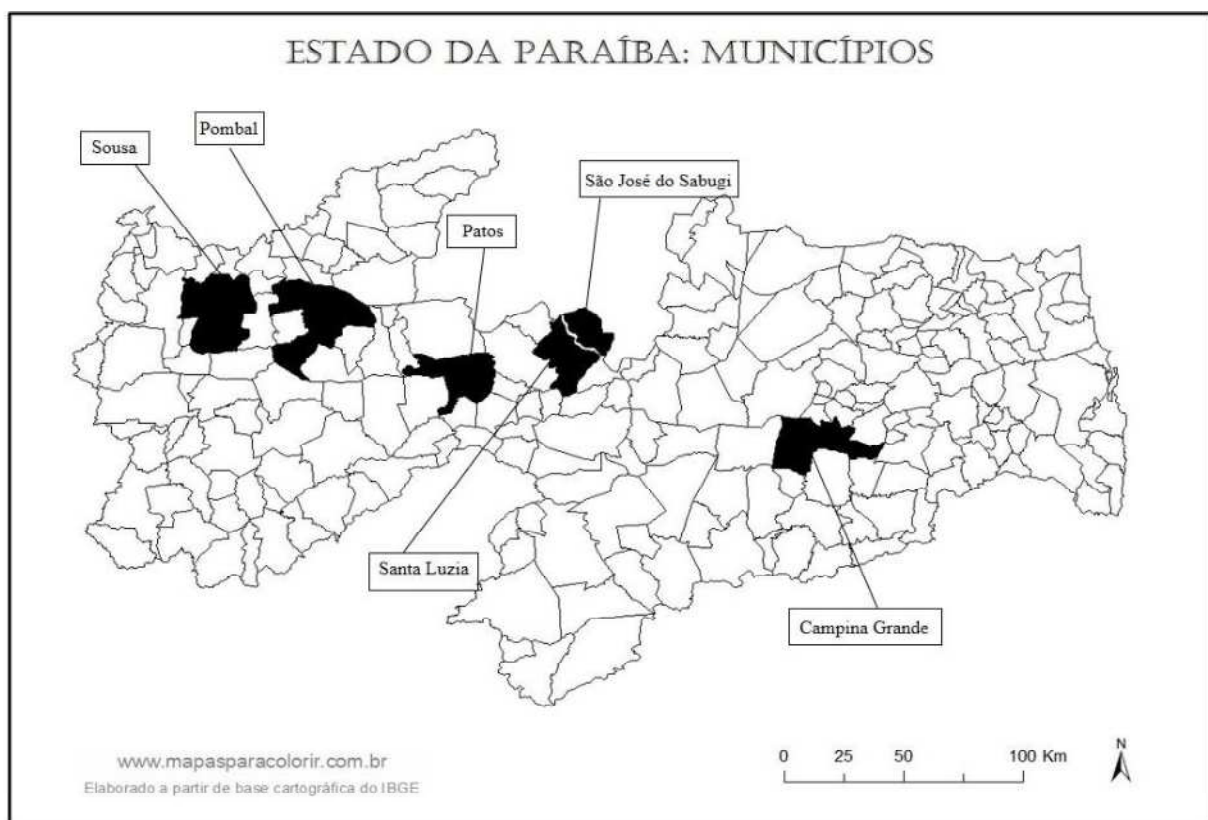 ESTADO DA PARAÍBA: MUNICÍPIOS
Pombal
Sousa
São José do Sabugi
Patos
Santa Luzia
Campina Grande
www.mapasparacolorir.com.br
Elaborado a partir de base cartográfica do IBGE
0 25 50 100 Km
N